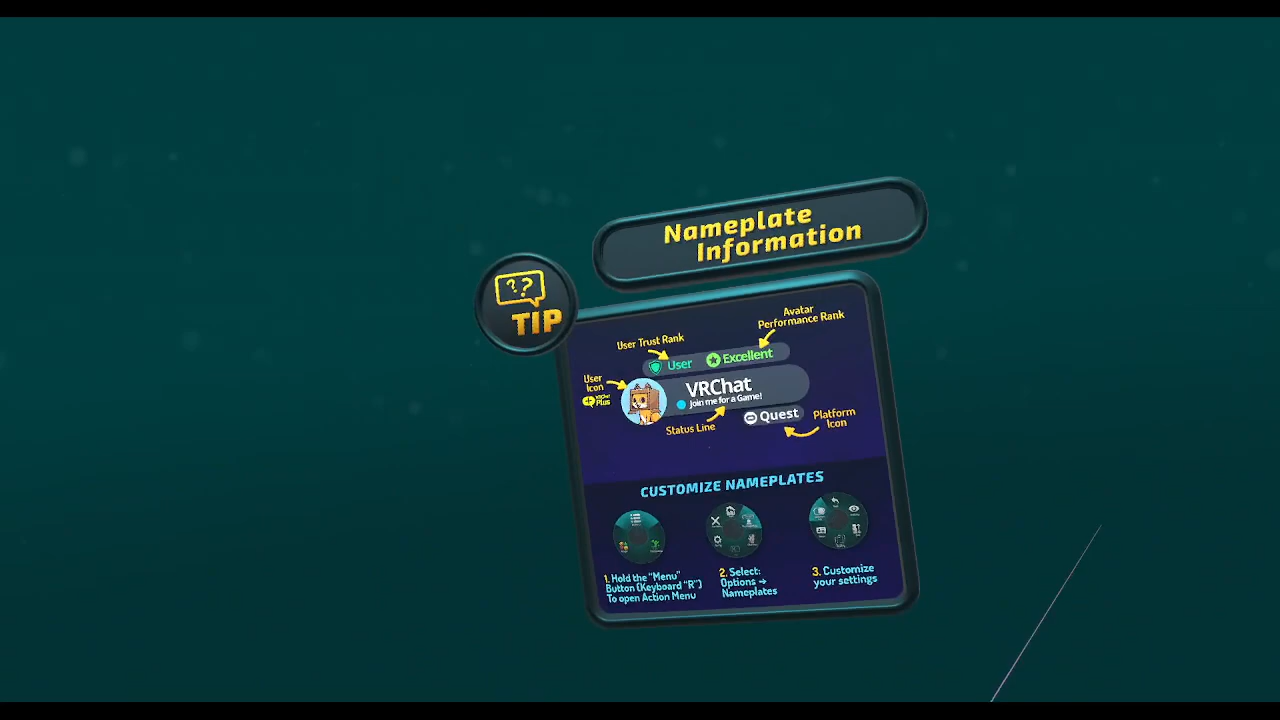 Nameplate
Information
??
TIP
Avatar
Performance Rank
User Trust Rank
User Excellent
User
Icon
VRChat
Plus
VRChat
Join me for a Game!
Status Line
Quest
Platform
Icon
CUSTOMIZE NAMEPLATES
1. Hold the "Menu"
Button (Keyboard "R")
To open Action Menu
2. Select:
Options →
Nameplates
3. Customize
your settings